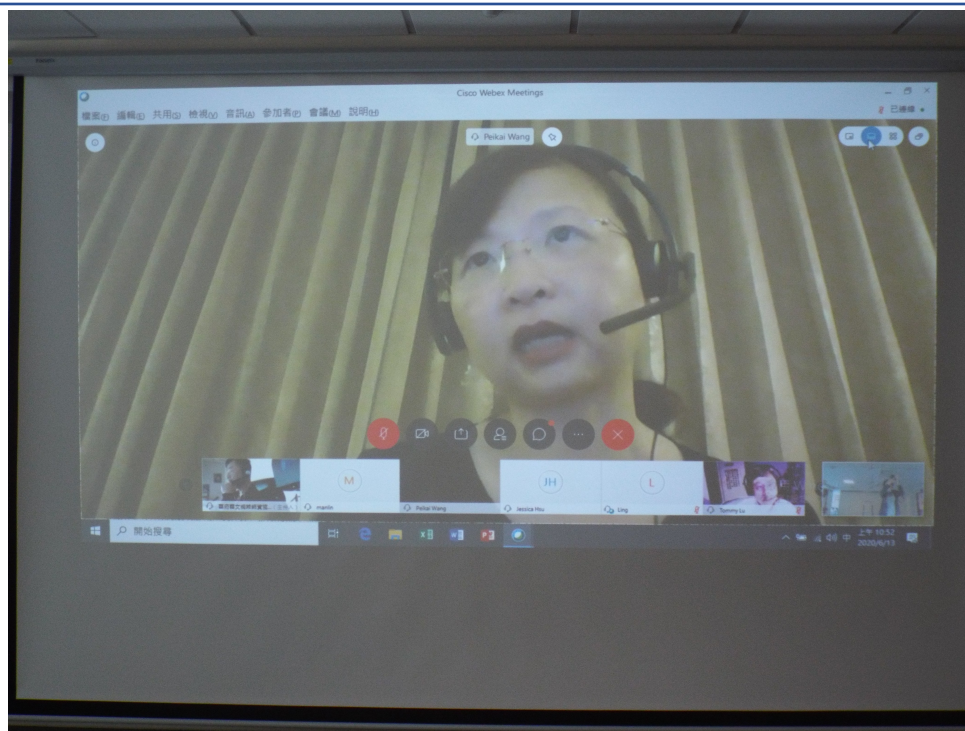 Cisco Webex Meetings
檔案(F) 編輯(E) 共用(S) 檢視(V) 音訊(A) 參加者(P) 會議(M) 說明(H)
已連線
Peikai Wang
M
JH
L
Peikai Wang
Jessica Hsu
Ling
Tommy Lu
開始搜尋
中
上午 10:52
2020/6/13